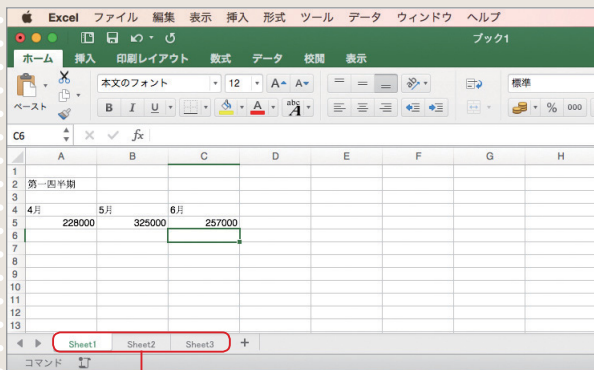 Excel ファイル 編集 表示 挿入 形式 ツール データ ウィンドウ ヘルプ
ブック1
ホーム 挿入 印刷レイアウト 数式 データ 校閲 表示
本文のフォント 12 A A 標準
ペースト B I U A abc A % 000
C6 fx
A B C D E F G H
1
2 第一四半期
3
4 4月 5月 6月
5 228000 325000 257000
6
7
8
9
10
11
12
13
Sheet1 Sheet2 Sheet3 +
コマンド